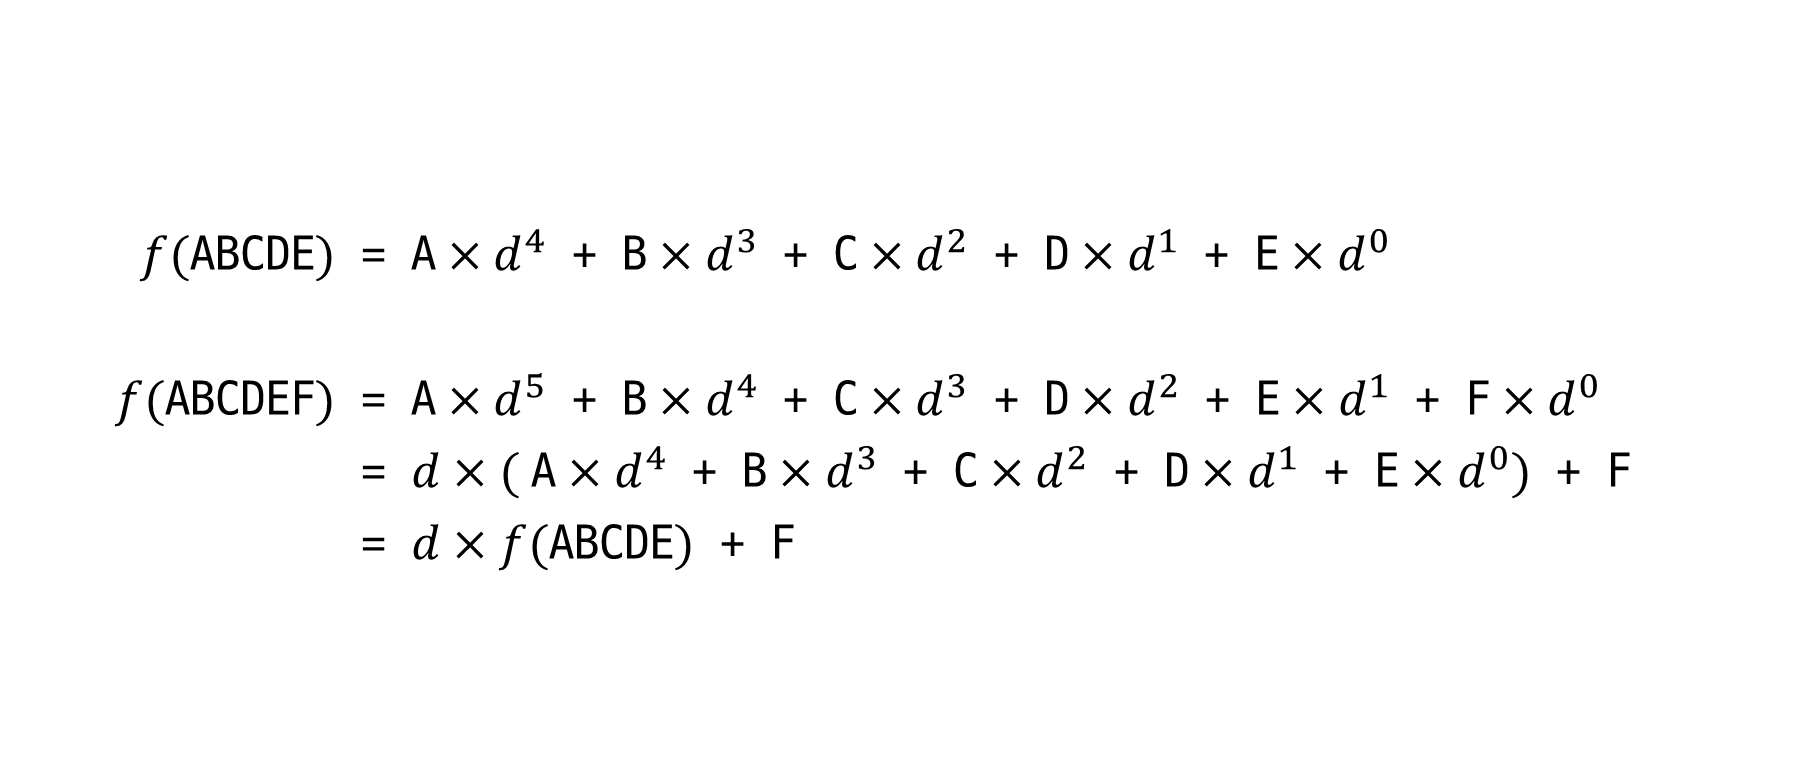 f(ABCDE) = A × d⁴ + B × d³ + C × d² + D × d¹ + E × d⁰
f(ABCDEF) = A × d⁵ + B × d⁴ + C × d³ + D × d² + E × d¹ + F × d⁰
= d × ( A × d⁴ + B × d³ + C × d² + D × d¹ + E × d⁰) + F
= d × f(ABCDE) + F